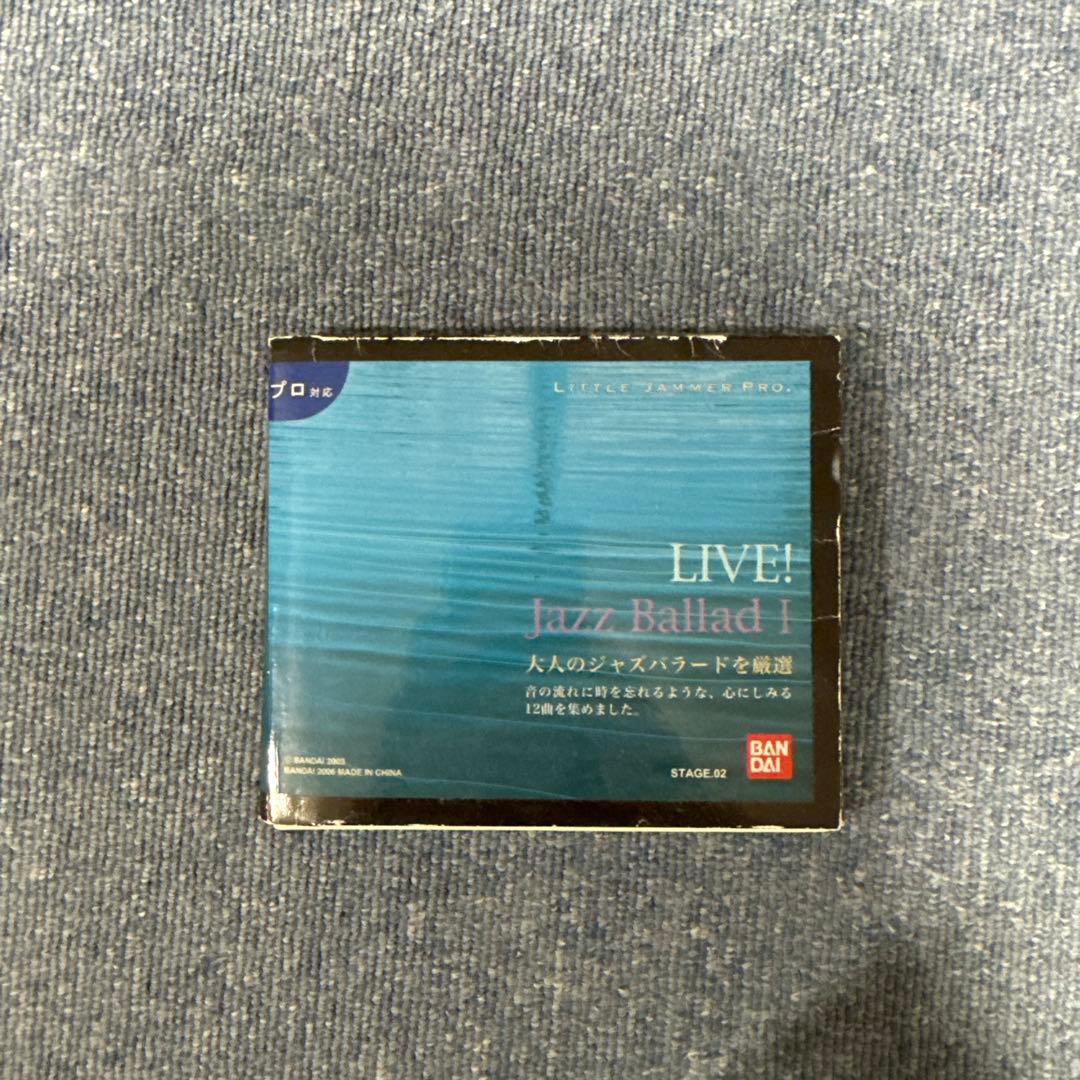 プロ対応
LITTLE JAMMER PRO.
LIVE!
Jazz Ballad I
大人のジャズバラードを厳選
音の流れに時を忘れるような、心にしみる
12曲を集めました。
© BANDAI 2003
BANDAI 2006 MADE IN CHINA
STAGE.02
BAN
DAI